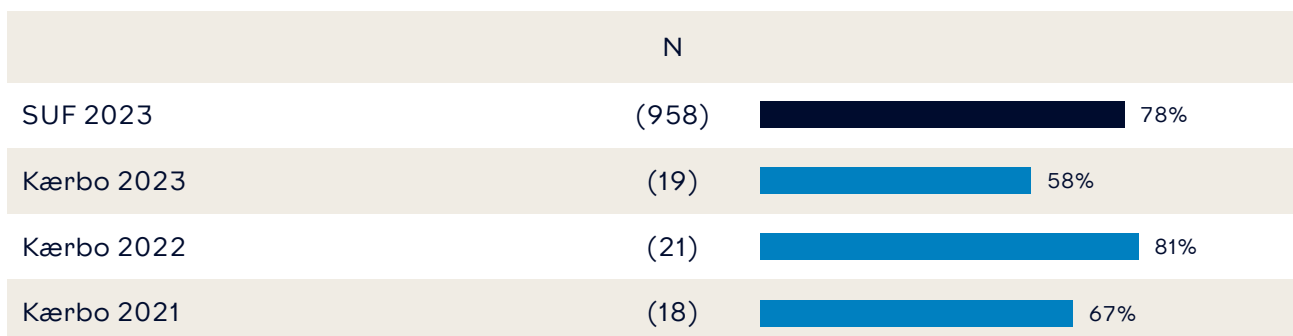 N
SUF 2023 (958) 78%
Kærbo 2023 (19) 58%
Kærbo 2022 (21) 81%
Kærbo 2021 (18) 67%